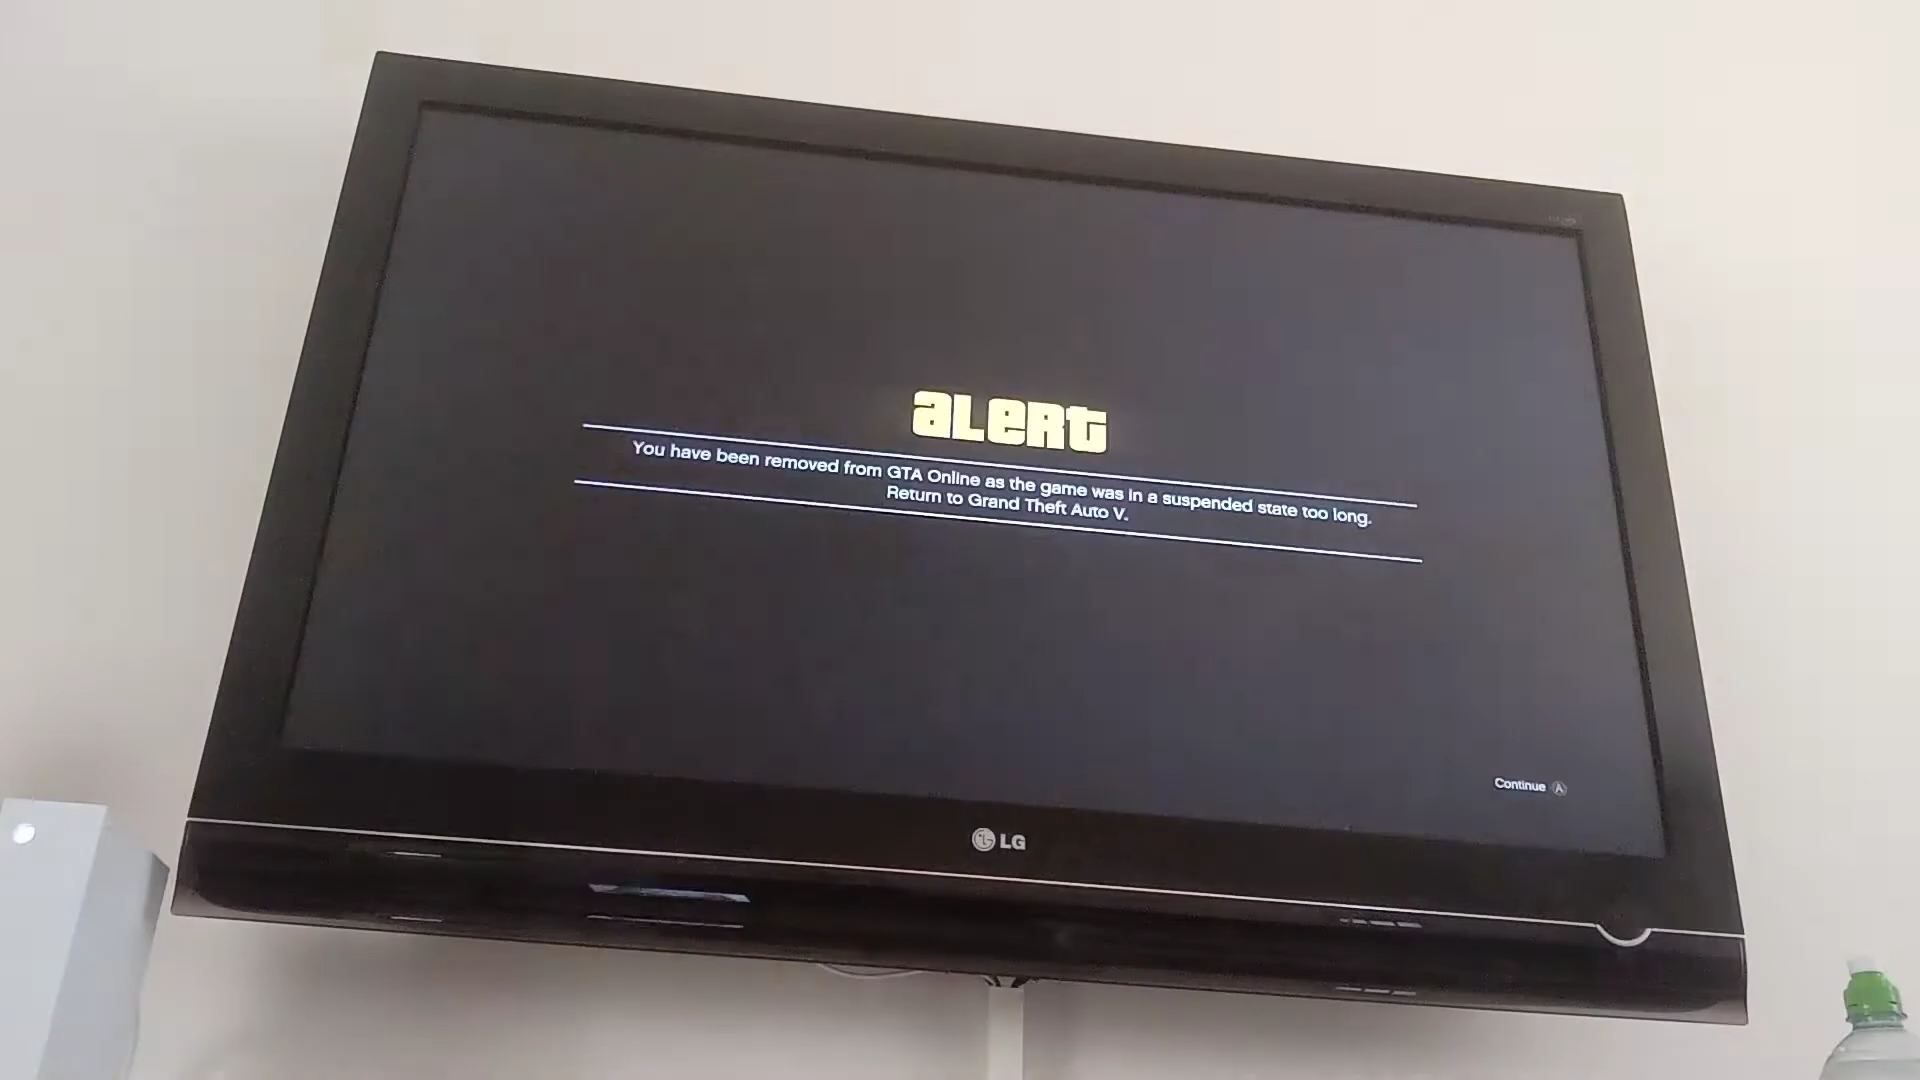 alert
You have been removed from GTA Online as the game was in a suspended state too long.
Return to Grand Theft Auto V.
Continue A
LG